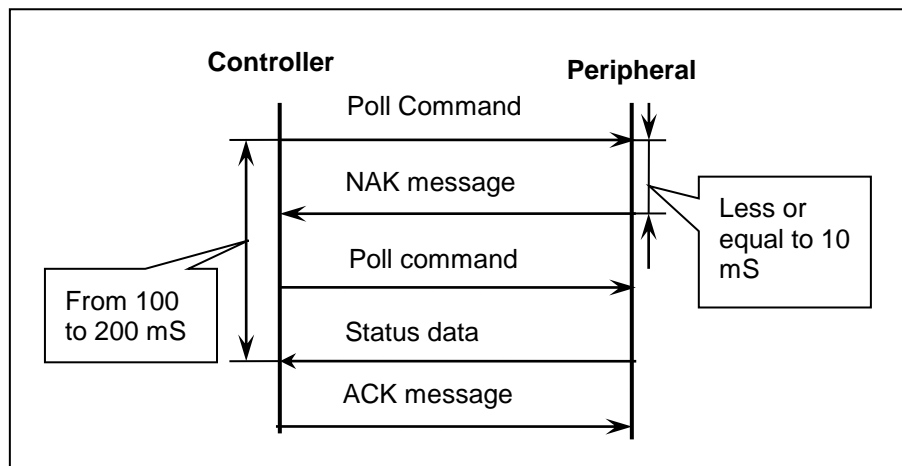 Controller
Peripheral
Poll Command
NAK message
Less or
equal to 10
mS
Poll command
From 100
to 200 mS
Status data
ACK message